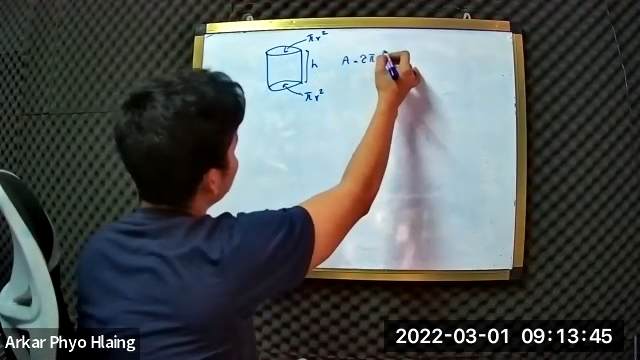 πr²
h
A = 2π
πr²
Arkar Phyo Hlaing
2022-03-01 09:13:45